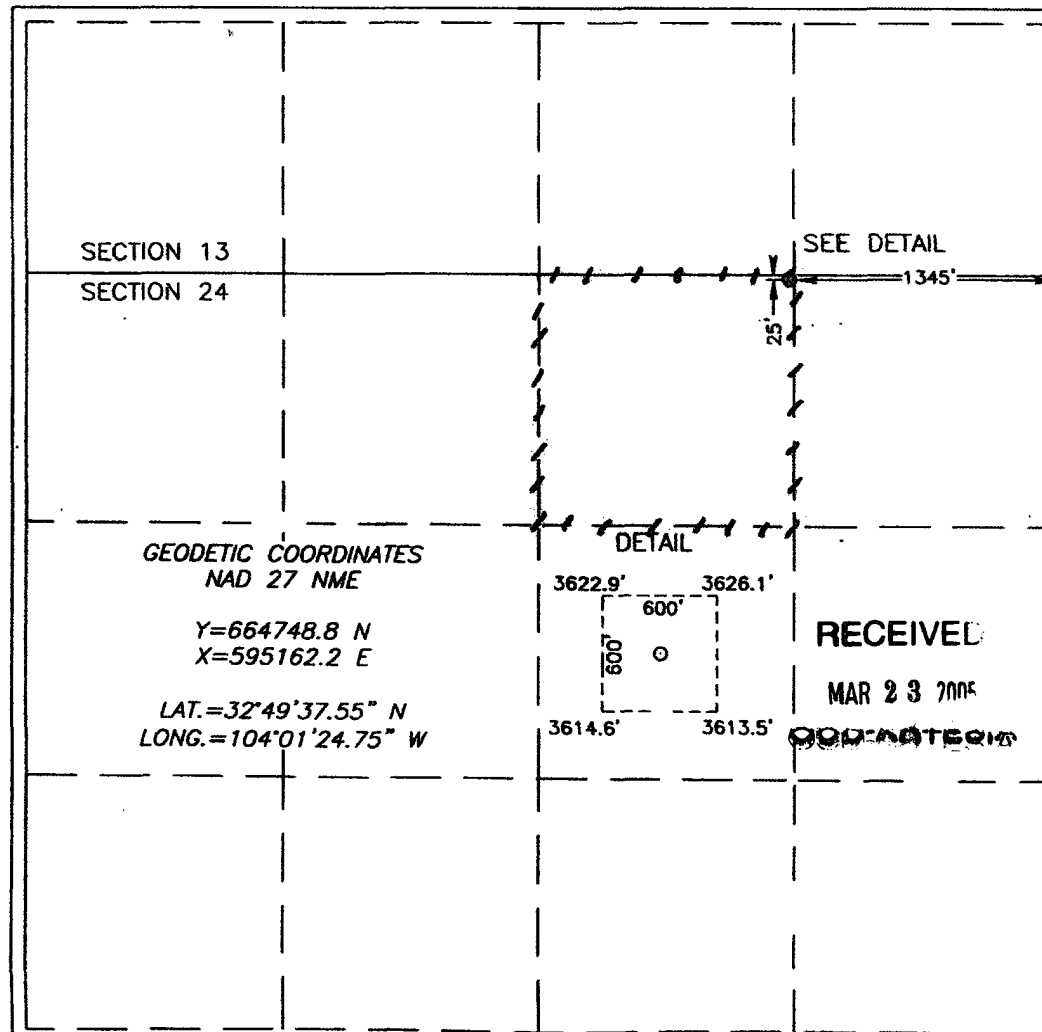 SECTION 13
SEE DETAIL
SECTION 24
1345'
25'
DETAIL
GEODETIC COORDINATES
NAD 27 NME
3622.9'
3626.1'
600'
600'
Y=664748.8 N
X=595162.2 E
RECEIVED
MAR 23 2005
LAT.=32°49'37.55" N
LONG.=104°01'24.75" W
3614.6'
3613.5'